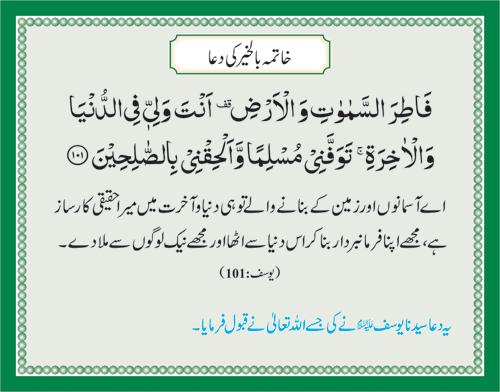 خاتمہ بالخیر کی دعا
فَاطِرَ السَّمٰوٰتِ وَالْاَرْضِ قف اَنْتَ وَلِیّٖ فِی الدُّنْیَا
وَالْاٰخِرَةِ ۚ تَوَفَّنِیْ مُسْلِمًا وَّاَلْحِقْنِیْ بِالصّٰلِحِیْنَ ﴿۱۰۱﴾
اے آسمانوں اور زمین کے بنانے والے تو ہی دنیا و آخرت میں میرا حقیقی کارساز
ہے، مجھے اپنا فرمانبردار بنا کر اس دنیا سے اٹھا اور مجھے نیک لوگوں سے ملا دے۔
(یوسف:101)
یہ دعا سیدنا یوسف علیہ السلام نے کی جسے اللہ تعالیٰ نے قبول فرمایا۔